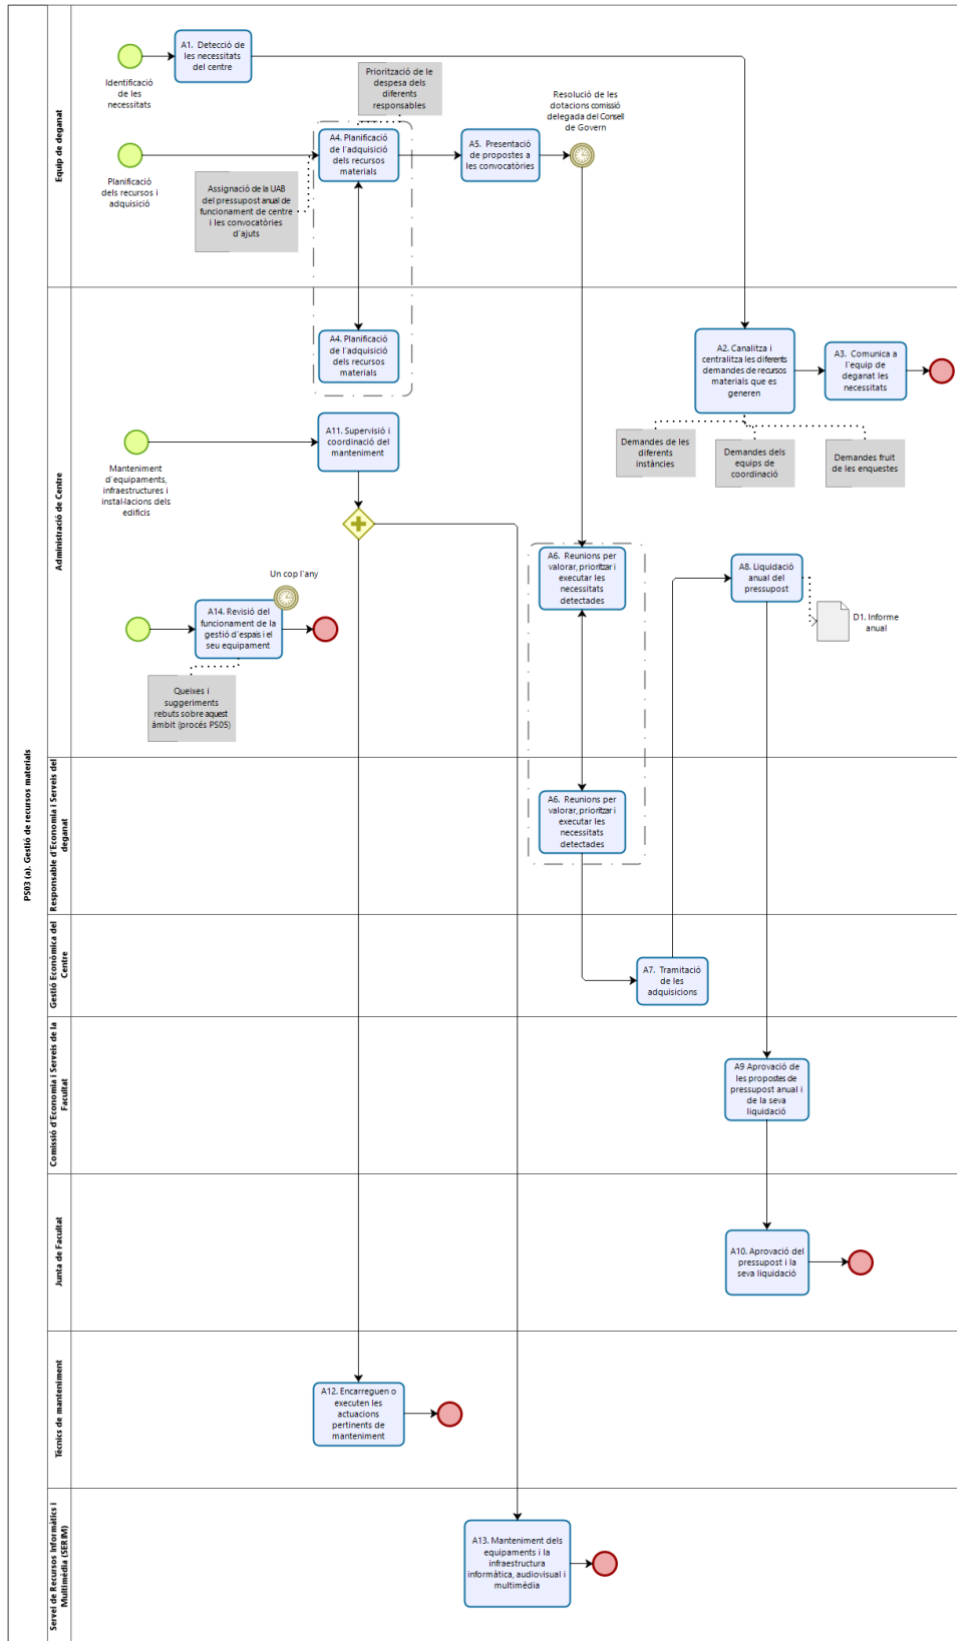 PS03 (a). Gestió de recursos materials
Equip de deganat
A1. Detecció de
les necessitats
del centre
Identificació
de les
necessitats
Priorització de le
despesa dels
diferents
responsables
Resolució de les
dotacions comissió
delegada del Consell
de Govern
A4. Planificació
de l'adquisició
dels recursos
materials
A5. Presentació
de propostes a
les convocatòries
Planificació
dels recursos i
adquisició
Assignació de la UAB
del pressupost anual de
funcionament de centre
i les convocatòries
d'ajuts
Administració de Centre
A4. Planificació
de l'adquisició
dels recursos
materials
A2. Canalitza i
centralitza les diferents
demandes de recursos
materials que es
generen
A3. Comunica a
l'equip de
deganat les
necessitats
A11. Supervisió i
coordinació del
manteniment
Manteniment
d'equipaments,
infraestructures i
instal·lacions dels
edificis
Demandes de les
diferents
instàncies
Demandes dels
equips de
coordinació
Demandes fruit
de les enquestes
Un cop l'any
A14. Revisió del
funcionament de la
gestió d'espais i el
seu equipament
A6. Reunions per
valorar, prioritzar i
executar les
necessitats
detectades
A8. Liquidació
anual del
pressupost
D1. Informe
anual
Queixes i
suggeriments
rebuts sobre aquest
àmbit (procés PS05)
Responsable d'Economia i Serveis del
deganat
A6. Reunions per
valorar, prioritzar i
executar les
necessitats
detectades
Gestió Econòmica del
Centre
A7. Tramitació
de les
adquisicions
Comissió d'Economia i Serveis de la
Facultat
A9 Aprovació de
les propostes de
pressupost anual i
de la seva
liquidació
Junta de Facultat
A10. Aprovació del
pressupost i la
seva liquidació
Tècnics de manteniment
A12. Encarreguen o
executen les
actuacions
pertinents de
manteniment
Servei de Recursos Informàtics i
Multimèdia (SERIM)
A13. Manteniment dels
equipaments i la
infraestructura
informàtica, audiovisual i
multimèdia